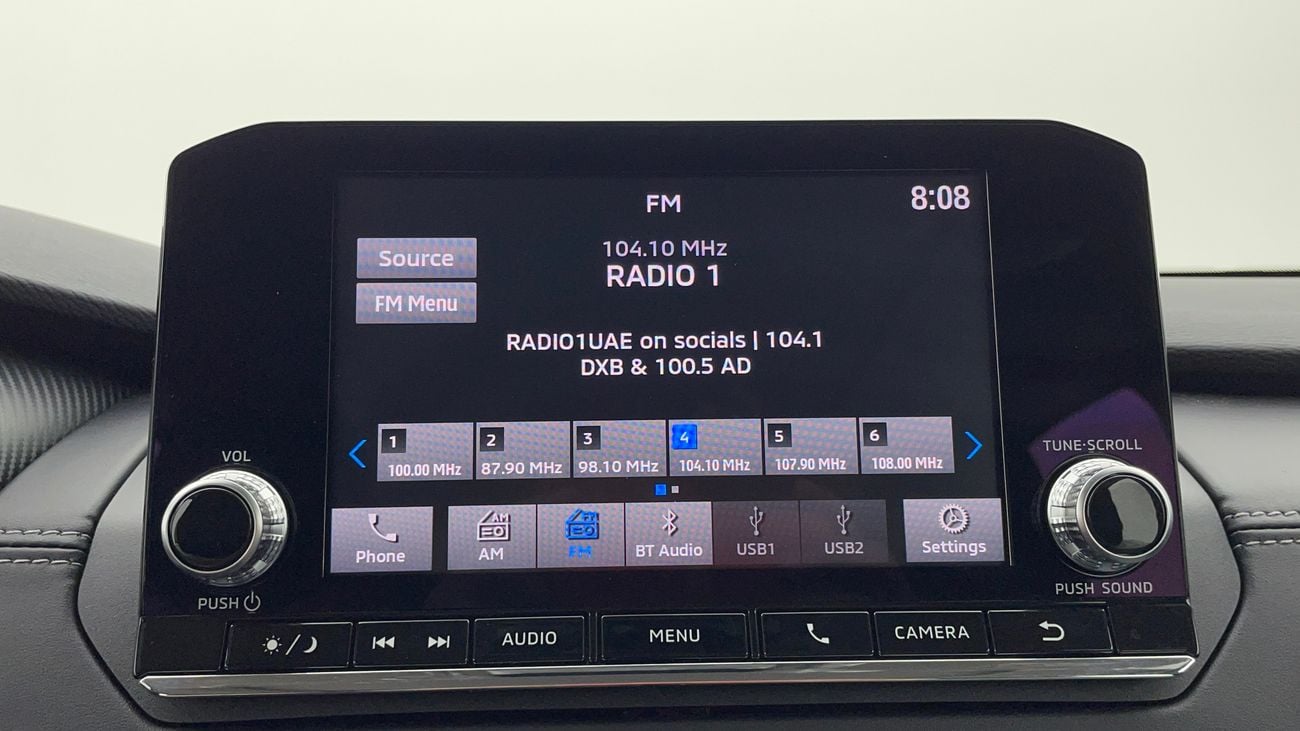 FM
8:08
Source
104.10 MHz
RADIO 1
FM Menu
RADIO1UAE on socials | 104.1
DXB & 100.5 AD
1 2 3 4 5 6
100.00 MHz 87.90 MHz 98.10 MHz 104.10 MHz 107.90 MHz 108.00 MHz
VOL
TUNE·SCROLL
AM
Phone AM FM BT Audio USB1 USB2 Settings
PUSH
PUSH SOUND
AUDIO MENU CAMERA